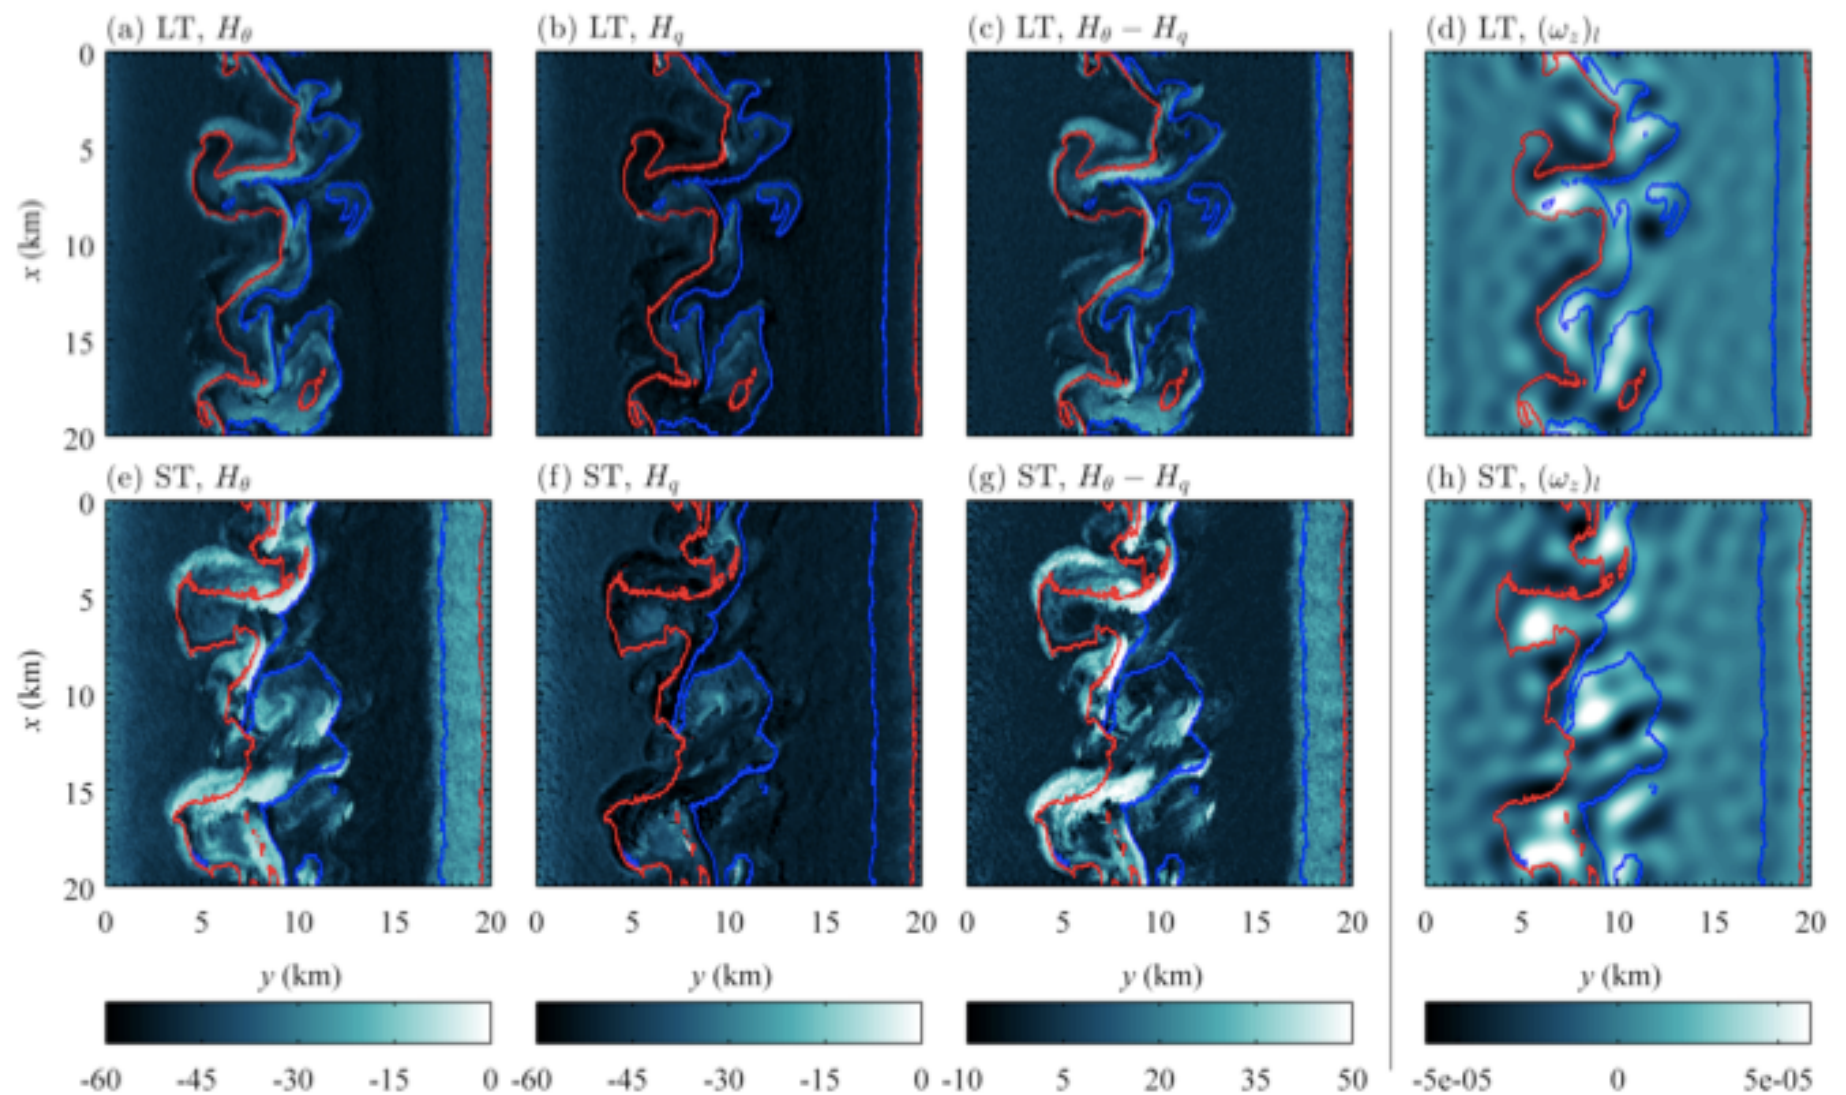 (a) LT, Hθ (b) LT, Hq (c) LT, Hθ − Hq (d) LT, (ωz)l
0
5
10
15
20
x (km)
(e) ST, Hθ (f) ST, Hq (g) ST, Hθ − Hq (h) ST, (ωz)l
0
5
10
15
20
x (km)
0 5 10 15 20 0 5 10 15 20 0 5 10 15 20 0 5 10 15 20
y (km) y (km) y (km) y (km)
-60 -45 -30 -15 0 -60 -45 -30 -15 0 -10 5 20 35 50 -5e-05 0 5e-05